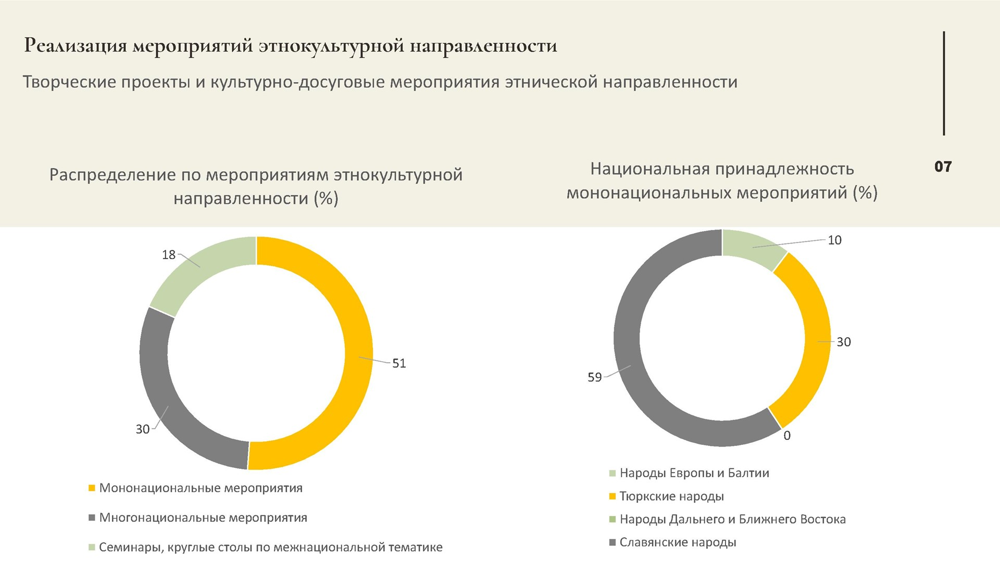 Реализация мероприятий этнокультурной направленности
Творческие проекты и культурно-досуговые мероприятия этнической направленности
07
Распределение по мероприятиям этнокультурной
направленности (%)
18
51
30
Мононациональные мероприятия
Многонациональные мероприятия
Семинары, круглые столы по межнациональной тематике
Национальная принадлежность
мононациональных мероприятий (%)
10
30
59
0
Народы Европы и Балтии
Тюркские народы
Народы Дальнего и Ближнего Востока
Славянские народы